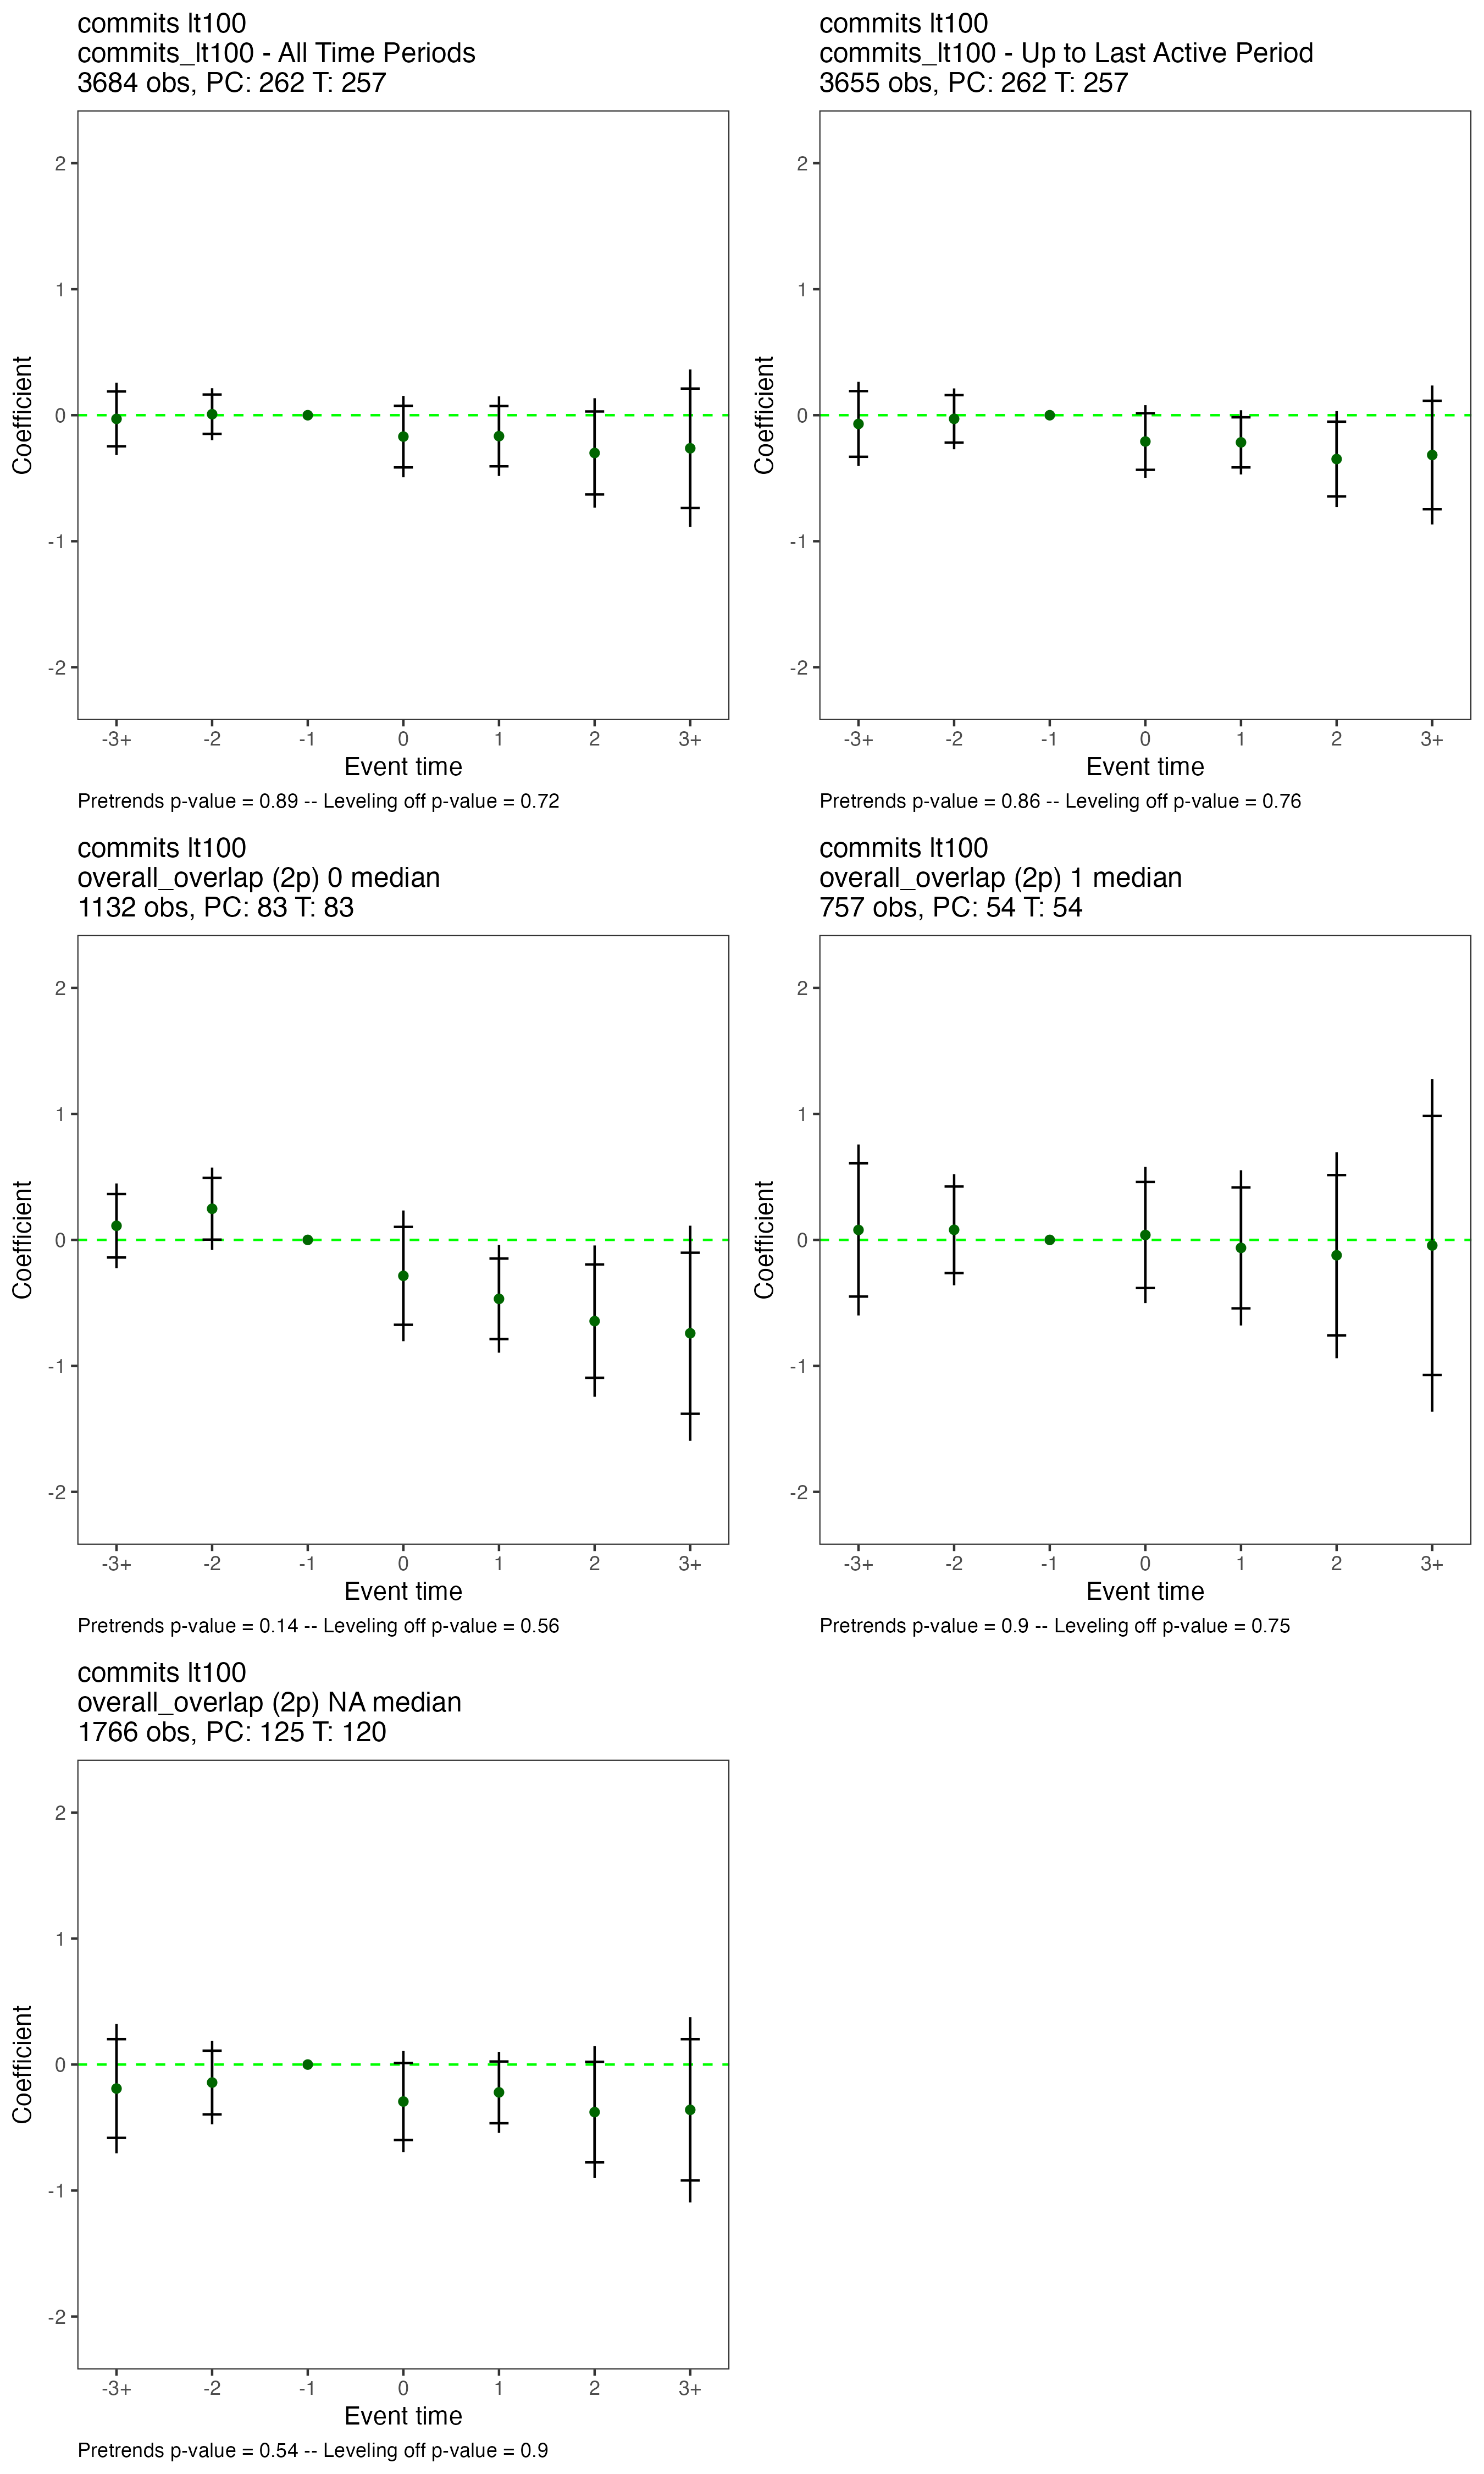 commits lt100
commits_lt100 - All Time Periods
3684 obs, PC: 262 T: 257
2
1
0
-1
-2
Coefficient
-3+ -2 -1 0 1 2 3+
Event time
Pretrends p-value = 0.89 -- Leveling off p-value = 0.72
commits lt100
commits_lt100 - Up to Last Active Period
3655 obs, PC: 262 T: 257
2
1
0
-1
-2
Coefficient
-3+ -2 -1 0 1 2 3+
Event time
Pretrends p-value = 0.86 -- Leveling off p-value = 0.76
commits lt100
overall_overlap (2p) 0 median
1132 obs, PC: 83 T: 83
2
1
0
-1
-2
Coefficient
-3+ -2 -1 0 1 2 3+
Event time
Pretrends p-value = 0.14 -- Leveling off p-value = 0.56
commits lt100
overall_overlap (2p) 1 median
757 obs, PC: 54 T: 54
2
1
0
-1
-2
Coefficient
-3+ -2 -1 0 1 2 3+
Event time
Pretrends p-value = 0.9 -- Leveling off p-value = 0.75
commits lt100
overall_overlap (2p) NA median
1766 obs, PC: 125 T: 120
2
1
0
-1
-2
Coefficient
-3+ -2 -1 0 1 2 3+
Event time
Pretrends p-value = 0.54 -- Leveling off p-value = 0.9